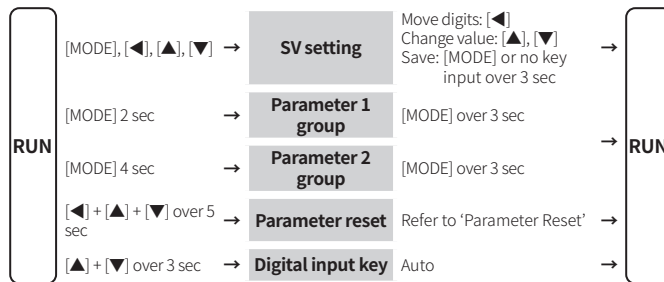 RUN
[MODE], [◀], [▲], [▼] →
SV setting
Move digits: [◀]
Change value: [▲], [▼]
Save: [MODE] or no key
input over 3 sec
→
[MODE] 2 sec →
Parameter 1
group
[MODE] over 3 sec
[MODE] 4 sec →
Parameter 2
group
[MODE] over 3 sec
→
[◀] + [▲] + [▼] over 5
sec
→
Parameter reset
Refer to ‘Parameter Reset’ →
[▲] + [▼] over 3 sec →
Digital input key
Auto →
RUN